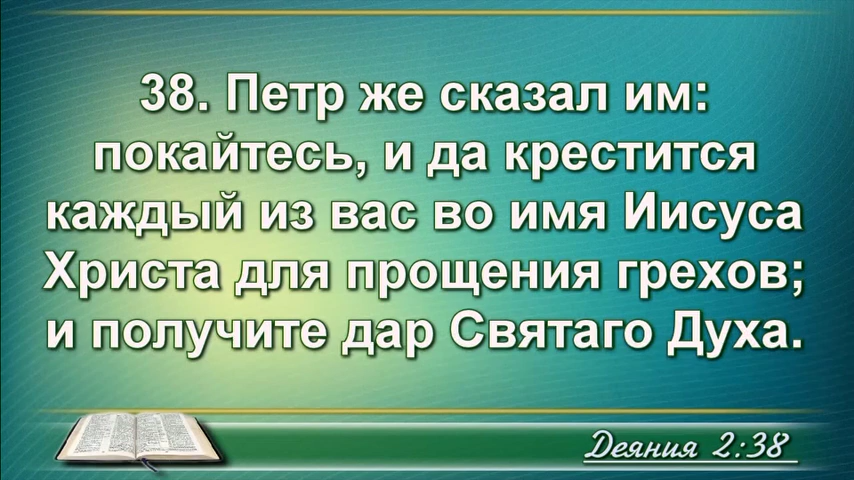 38. Петр же сказал им:
покайтесь, и да крестится
каждый из вас во имя Иисуса
Христа для прощения грехов;
и получите дар Святаго Духа.
Деяния 2:38